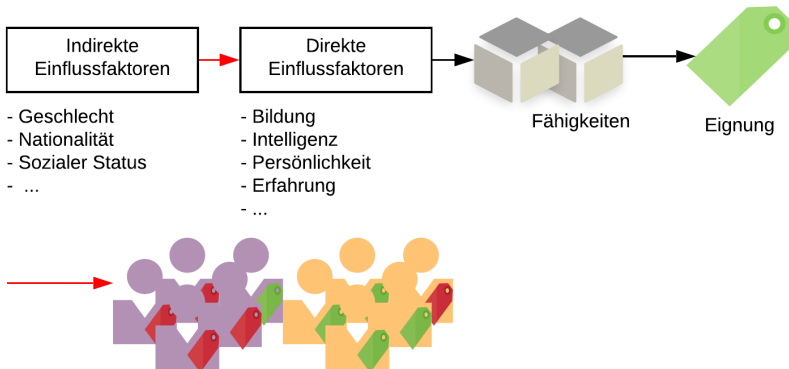 Indirekte
Einflussfaktoren
Direkte
Einflussfaktoren
- Geschlecht
- Nationalität
- Sozialer Status
- ...
- Bildung
- Intelligenz
- Persönlichkeit
- Erfahrung
- ...
Fähigkeiten
Eignung